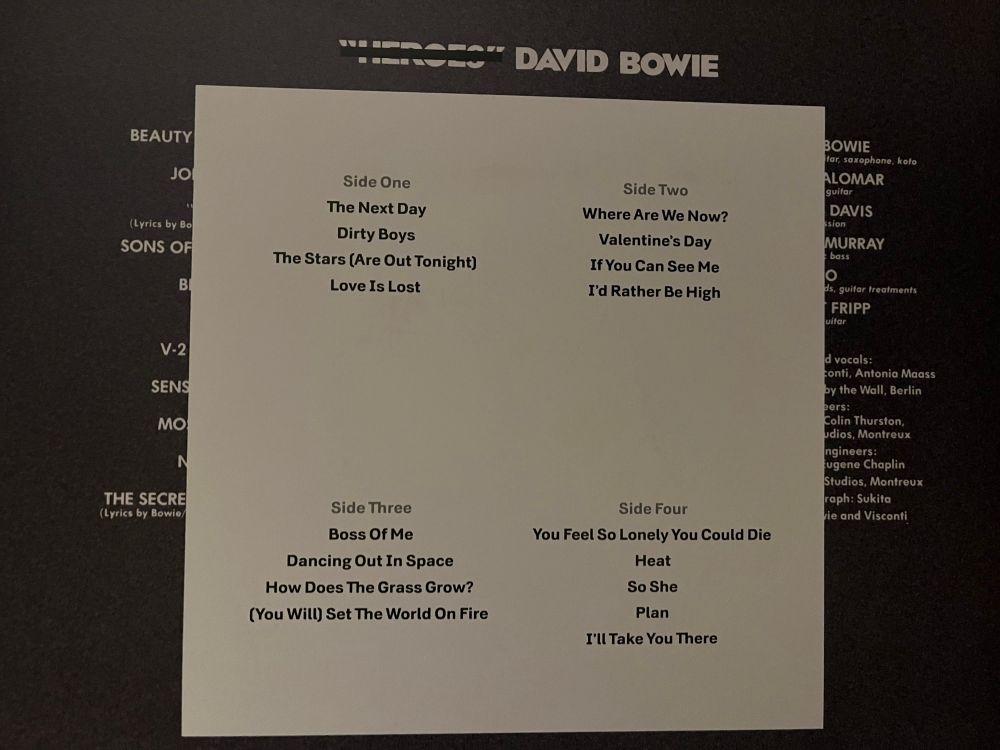 "HEROES" DAVID BOWIE
BEAUTY
JO
"
(Lyrics by Bo
SONS OF
BL
V-2
SENS
MO
N
THE SECRE
(Lyrics by Bowie/
Side One
The Next Day
Dirty Boys
The Stars (Are Out Tonight)
Love Is Lost
Side Two
Where Are We Now?
Valentine's Day
If You Can See Me
I'd Rather Be High
Side Three
Boss Of Me
Dancing Out In Space
How Does The Grass Grow?
(You Will) Set The World On Fire
Side Four
You Feel So Lonely You Could Die
Heat
So She
Plan
I'll Take You There
BOWIE
tar, saxophone, koto
ALOMAR
guitar
DAVIS
sion
MURRAY
bass
O
ds, guitar treatments
FRIPP
uitar
d vocals:
conti, Antonia Maass
by the Wall, Berlin
eers:
Colin Thurston,
udios, Montreux
ngineers:
ugene Chaplin
Studios, Montreux
raph: Sukita
vie and Visconti